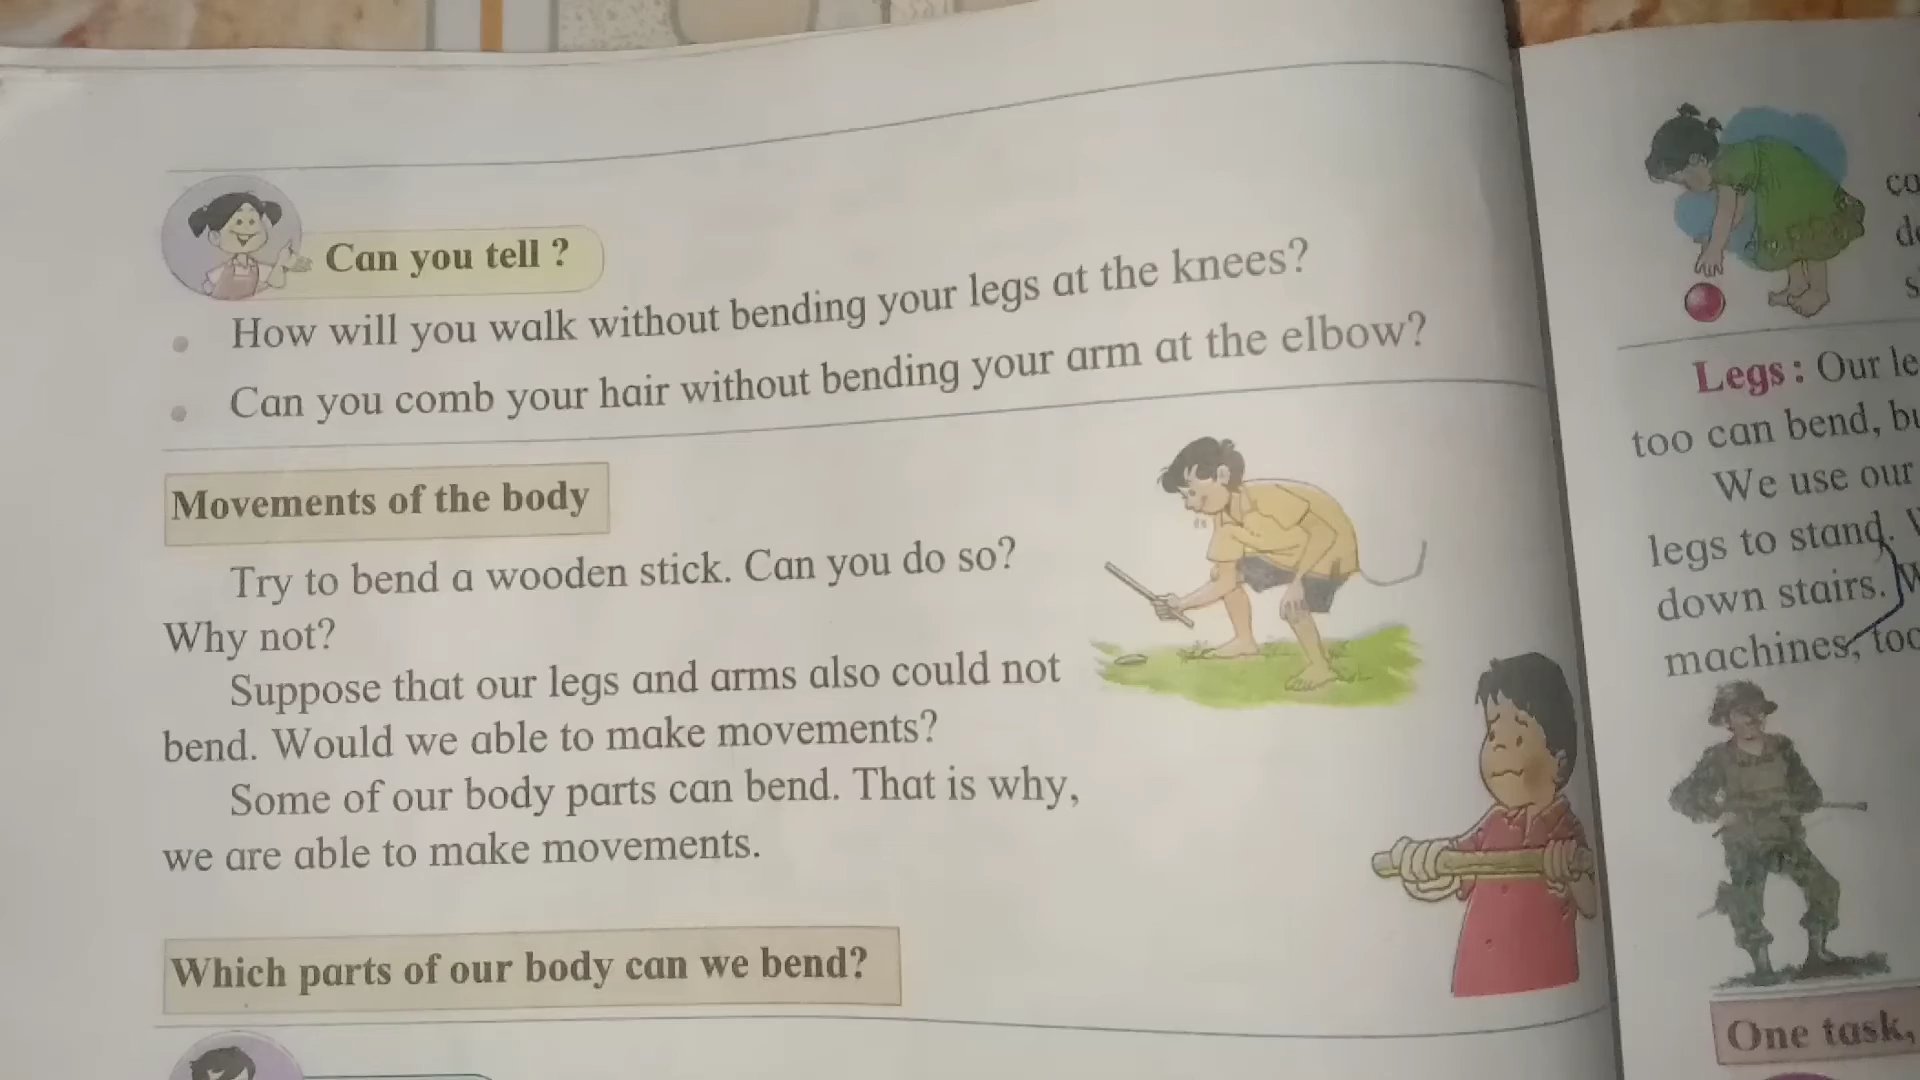 Can you tell ?
How will you walk without bending your legs at the knees?
Can you comb your hair without bending your arm at the elbow?
Movements of the body
Try to bend a wooden stick. Can you do so?
Why not?
Suppose that our legs and arms also could not
bend. Would we able to make movements?
Some of our body parts can bend. That is why,
we are able to make movements.
Which parts of our body can we bend?
Legs: Our
too can bend,
We use our
legs to stand.
down stairs.
machines,
One task,